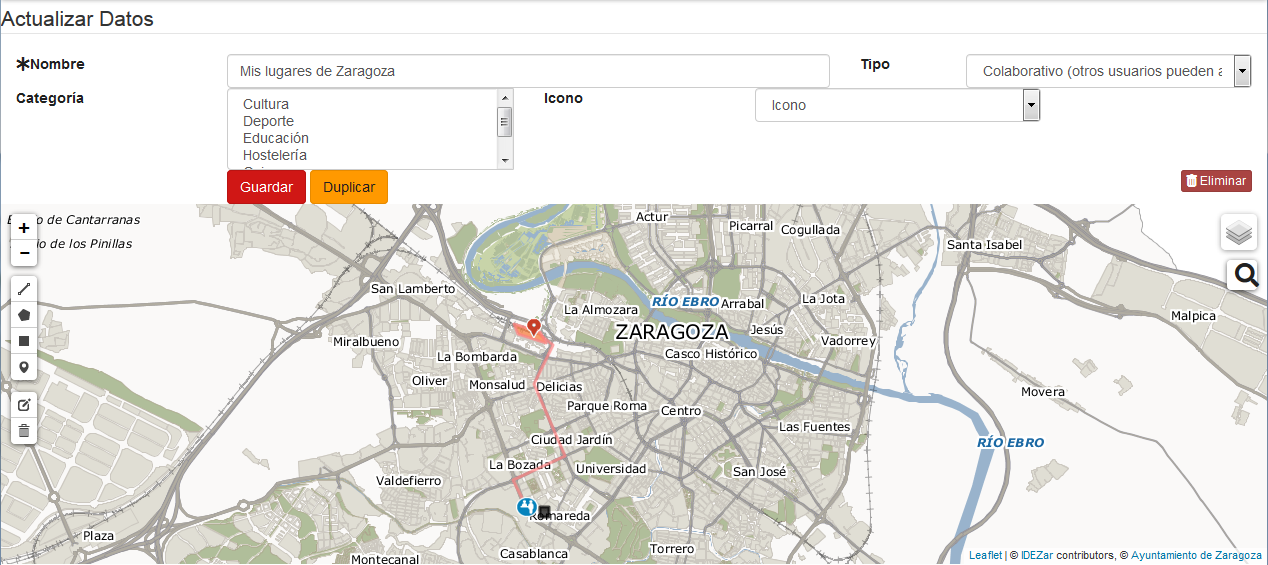 Actualizar Datos
Nombre
Mis lugares de Zaragoza
Tipo
Colaborativo (otros usuarios pueden a
Categoría
Cultura
Deporte
Educación
Hostelería
Icono
Icono
Guardar
Duplicar
Eliminar
de Cantarranas
de los Pinillas
+
−
Actur
Picarral
Cogullada
Santa Isabel
San Lamberto
RÍO EBRO
Arrabal
La Jota
La Almozara
Malpica
ZARAGOZA
Jesús
Miralbueno
Vadorrey
La Bombarda
Casco Histórico
Oliver
Monsalud
Delicias
Movera
Parque Roma
Centro
Las Fuentes
Ciudad Jardín
RÍO EBRO
La Bozada
Universidad
San José
Valdefierro
Romareda
Plaza
Casablanca
Torrero
Montecanal
Leaflet | © IDEZar contributors, © Ayuntamiento de Zaragoza